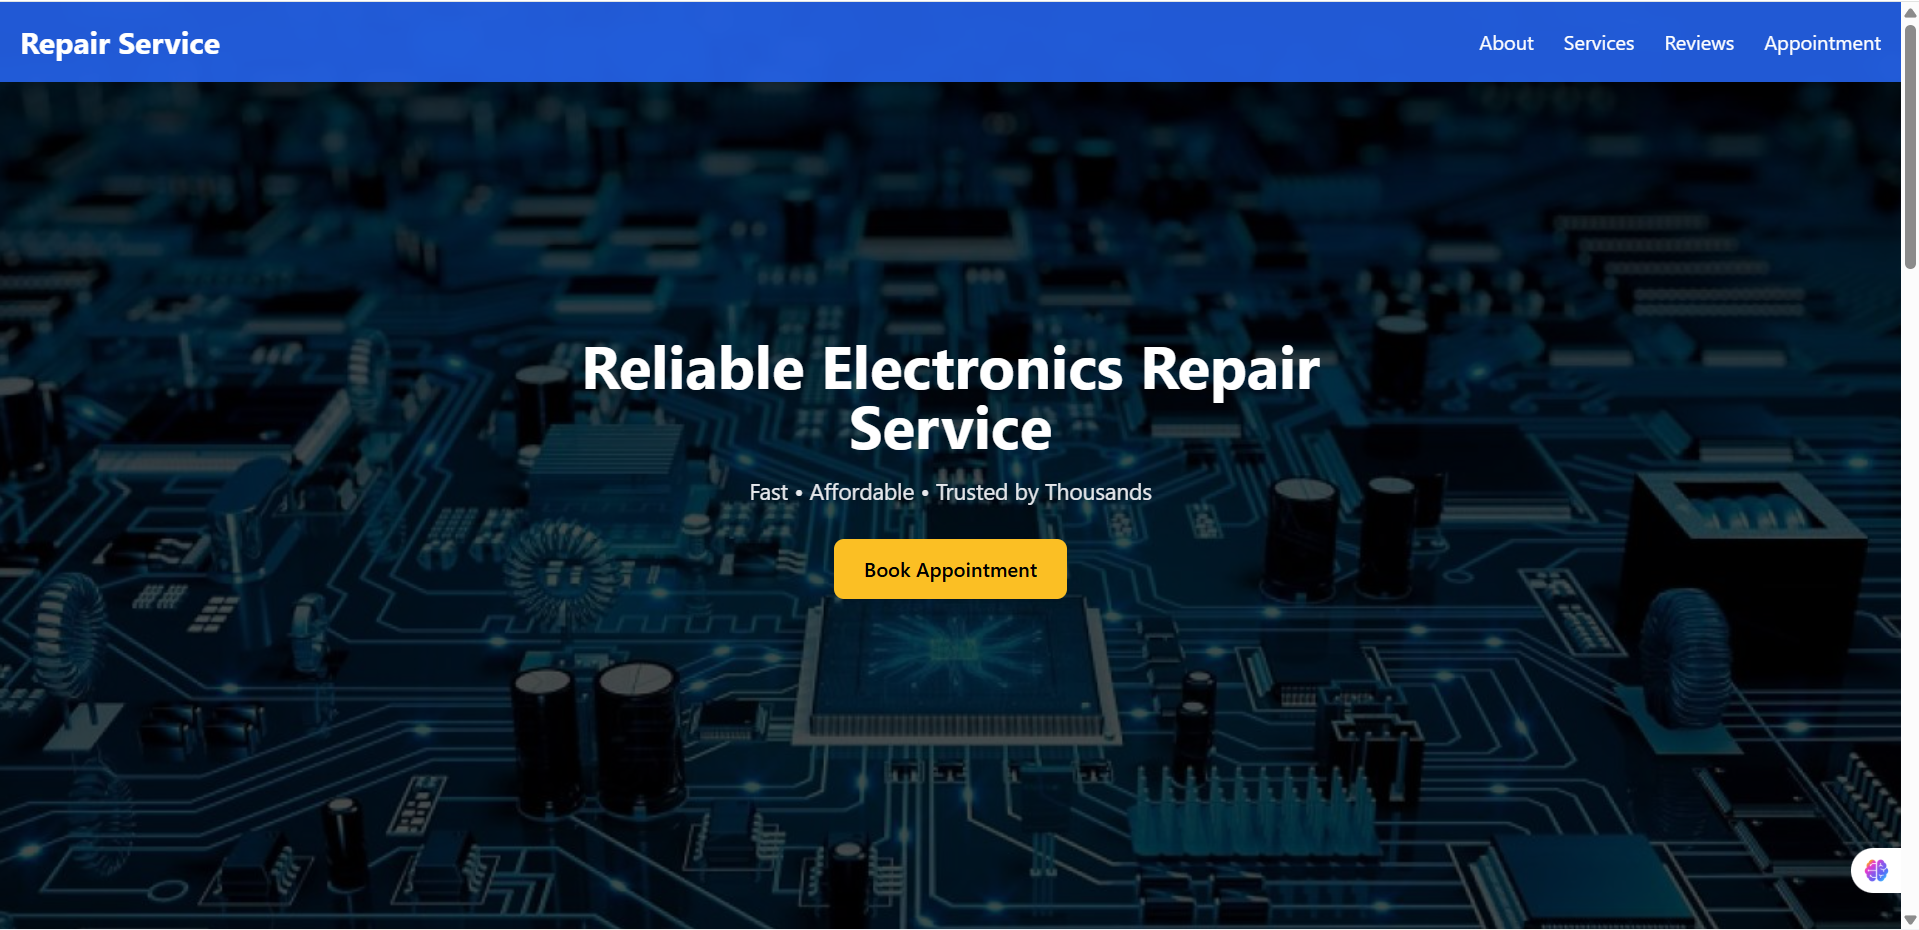 Repair Service
About
Services
Reviews
Appointment
Reliable Electronics Repair
Service
Fast • Affordable • Trusted by Thousands
Book Appointment